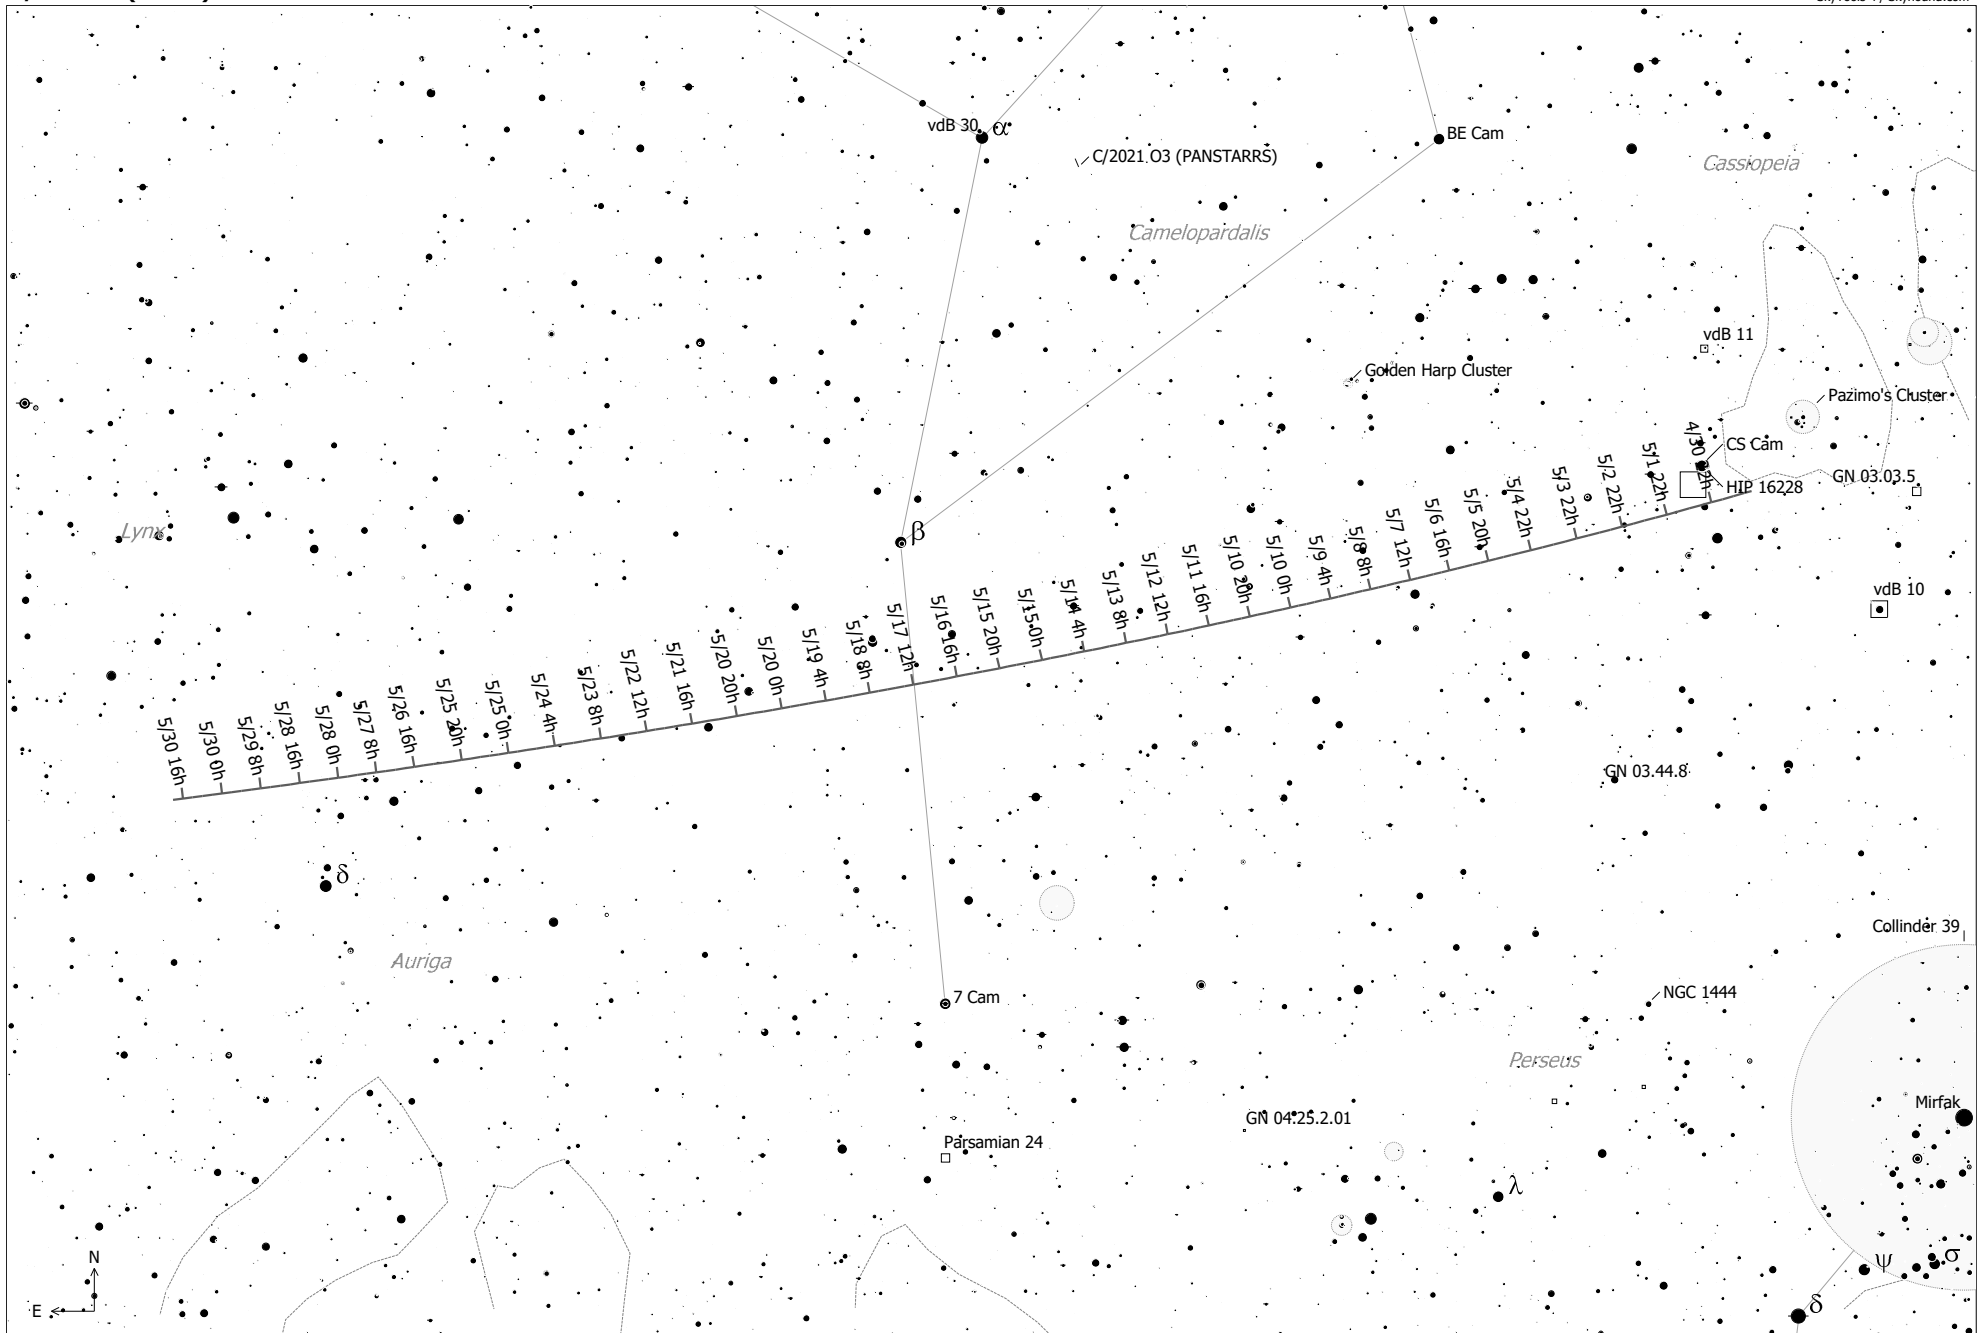 vdB 30
α
C/2021 O3 (PANSTARRS)
BE Cam
Cassiopeia
Camelopardalis
vdB 11
Golden Harp Cluster
Pazimo's Cluster
CS Cam
HIP 16228
GN 03.03.5
Lynx
β
vdB 10
4/30 22h
5/1 22h
5/2 22h
5/3 22h
5/4 22h
5/5 20h
5/6 16h
5/7 12h
5/8 8h
5/9 4h
5/10 0h
5/10 20h
5/11 16h
5/12 12h
5/13 8h
5/14 4h
5/15 0h
5/15 20h
5/16 16h
5/17 12h
5/18 8h
5/19 4h
5/20 0h
5/20 20h
5/21 16h
5/22 12h
5/23 8h
5/24 4h
5/25 0h
5/25 20h
5/26 16h
5/27 8h
5/28 0h
5/28 16h
5/29 8h
5/30 0h
5/30 16h
GN 03.44.8
δ
Auriga
Collinder 39
7 Cam
NGC 1444
Perseus
Mirfak
GN 04.25.2.01
Parsamian 24
λ
ψ
σ
δ
N
E